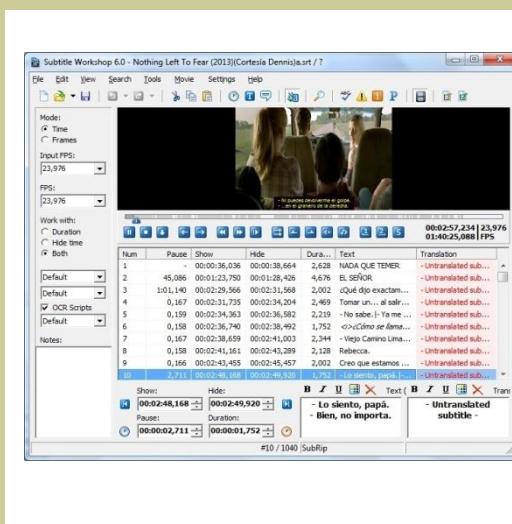 Subtitle Workshop 6.0 - Nothing Left To Fear (2013)(Cortesía Dennis)a.srt / ?
File Edit View Search Tools Movie Settings Help
Mode:
Time
Frames
Input FPS:
23,976
FPS:
23,976
Work with:
Duration
Hide time
Both
Default
Default
OCR Scripts
Default
Notes:
- Ni puedes devolverme el golpe.
- ...en el granero de la derecha.
00:02:57,234 23,976
01:40:25,088 FPS
Num Pause Show Hide Dura... Text Translation
1 - 00:00:36,036 00:00:38,664 2,628 NADA QUE TEMER - Untranslated sub...
2 45,086 00:01:23,750 00:01:28,426 4,676 EL SEÑOR - Untranslated sub...
3 1:01,140 00:02:29,566 00:02:31,568 2,002 ¿Qué dijo exactam... - Untranslated sub...
4 0,167 00:02:31,735 00:02:34,204 2,469 Tomar un... al salir... - Untranslated sub...
5 0,159 00:02:34,363 00:02:36,582 2,219 - No sabe. |- Ya me ... - Untranslated sub...
6 0,158 00:02:36,740 00:02:38,492 1,752 <i>¿Cómo se llama... - Untranslated sub...
7 0,167 00:02:38,659 00:02:41,003 2,344 - Viejo Camino Lima... - Untranslated sub...
8 0,158 00:02:41,161 00:02:43,289 2,128 Rebecca. - Untranslated sub...
9 0,166 00:02:43,455 00:02:45,457 2,002 Creo que estamos ... - Untranslated sub...
10 2,711 00:02:48,168 00:02:49,920 1,752 - Lo siento, papá. |-... - Untranslated sub...
Show: Hide: B I U Text ( B I U Trans
00:02:48,168 00:02:49,920
Pause: Duration:
00:00:02,711 00:00:01,752
- Lo siento, papá.
- Bien, no importa.
- Untranslated
subtitle -
#10 / 1040 SubRip